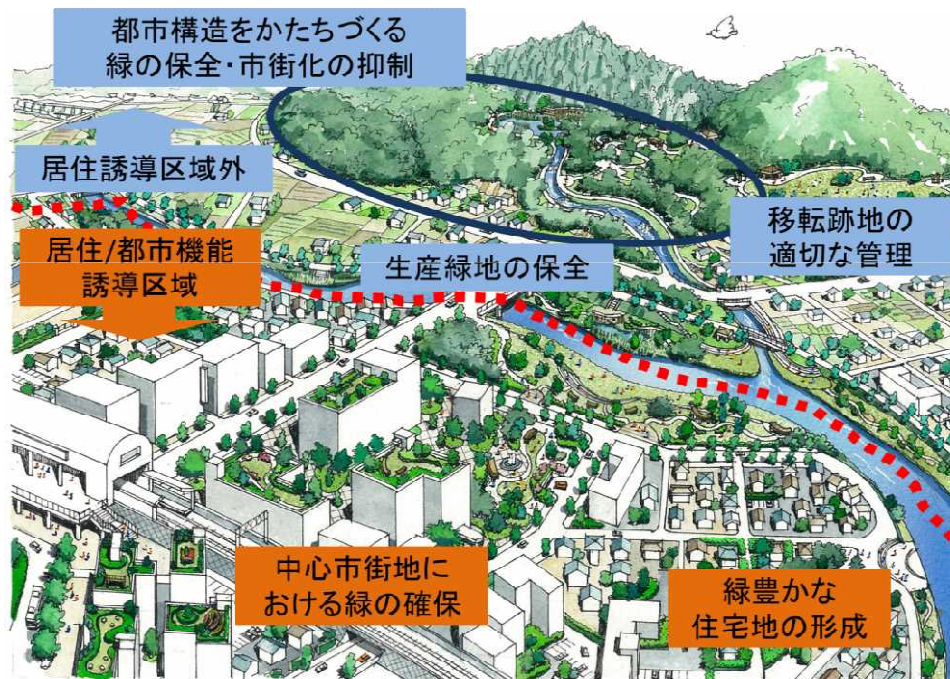 都市構造をかたちづくる
緑の保全・市街化の抑制
居住誘導区域外
居住/都市機能
誘導区域
生産緑地の保全
移転跡地の
適切な管理
中心市街地に
おける緑の確保
緑豊かな
住宅地の形成